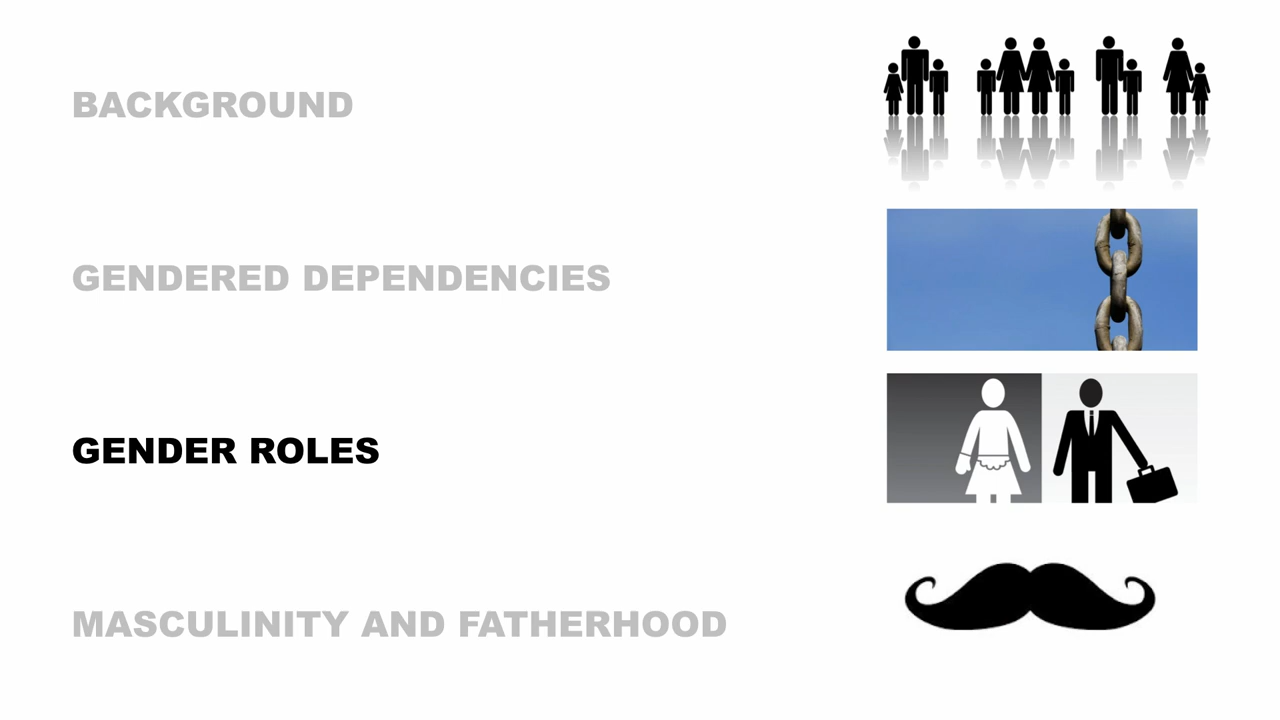 BACKGROUND
GENDERED DEPENDENCIES
GENDER ROLES
MASCULINITY AND FATHERHOOD